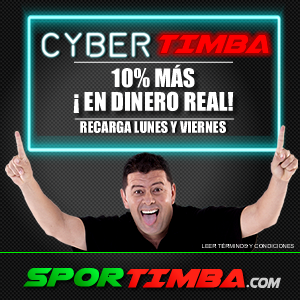 CYBER TIMBA
10% MÁS
¡ EN DINERO REAL!
RECARGA LUNES Y VIERNES
LEER TÉRMINOS Y CONDICIONES
SPORTIMBA.COM